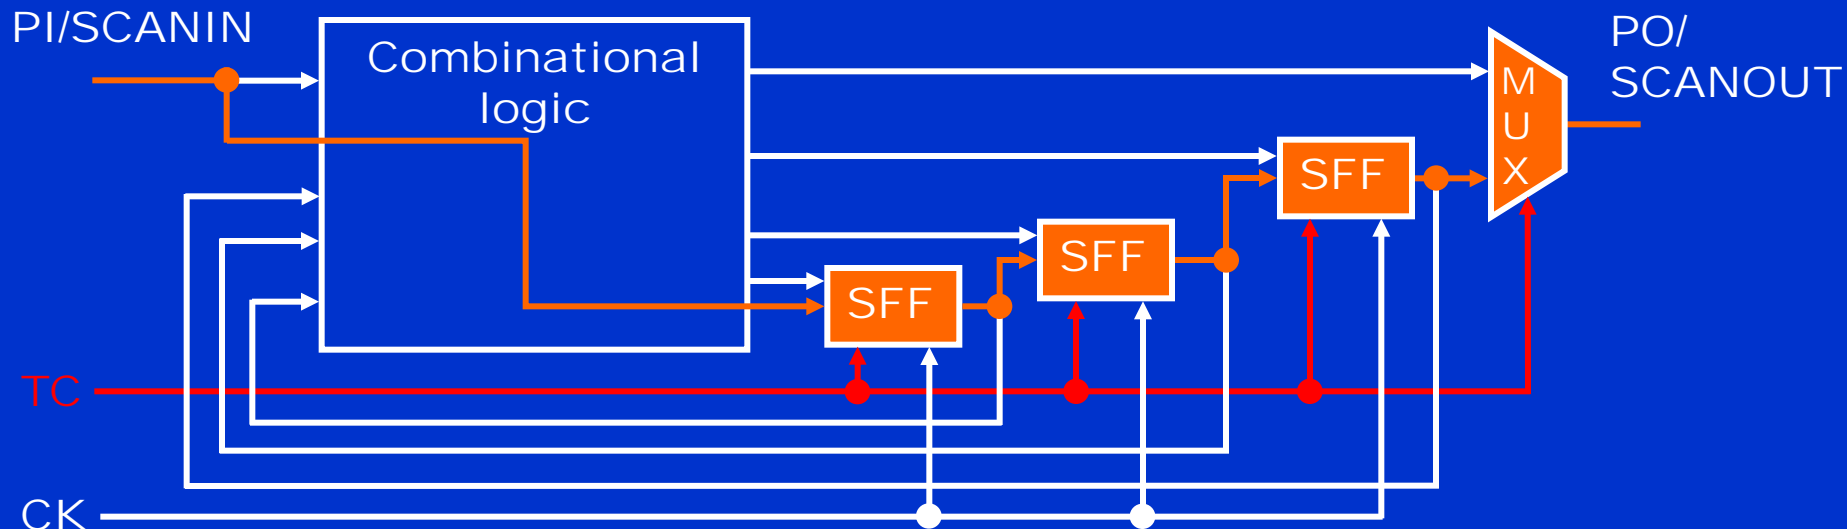 PI/SCANIN
Combinational
logic
PO/
SCANOUT
M
U
X
SFF
SFF
SFF
TC
CK